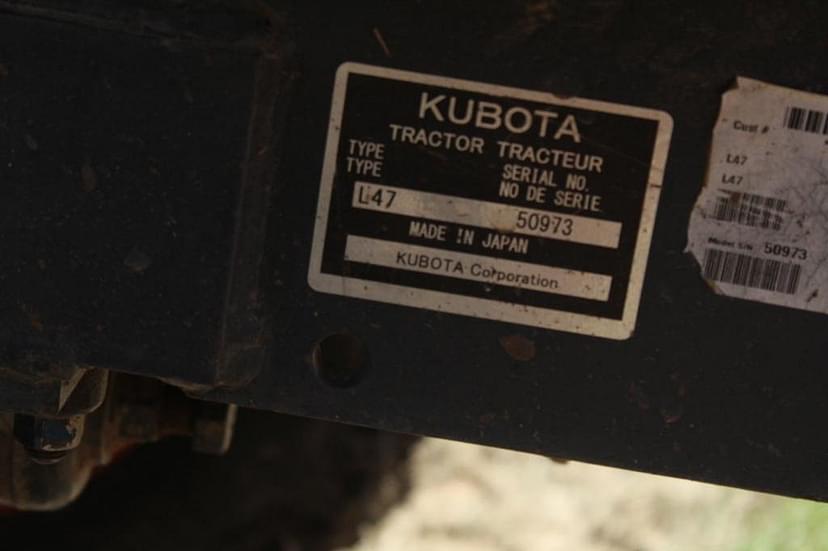 KUBOTA
TRACTOR TRACTEUR
TYPE
TYPE
SERIAL NO.
NO DE SERIE
L47 50973
MADE IN JAPAN
KUBOTA Corporation
Cust #
L47
L47
Model S/N 50973